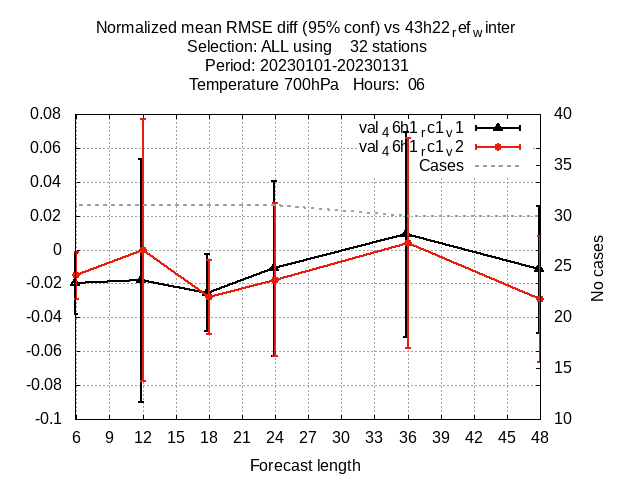 Normalized mean RMSE diff (95% conf) vs 43h22refwinter
Selection: ALL using 32 stations
Period: 20230101-20230131
Temperature 700hPa Hours: 06
0.08
0.06
0.04
0.02
0
-0.02
-0.04
-0.06
-0.08
-0.1
40
35
30
25
20
15
10
val46h1rc1v1
val46h1rc1v2
Cases
No cases
6 9 12 15 18 21 24 27 30 33 36 39 42 45 48
Forecast length